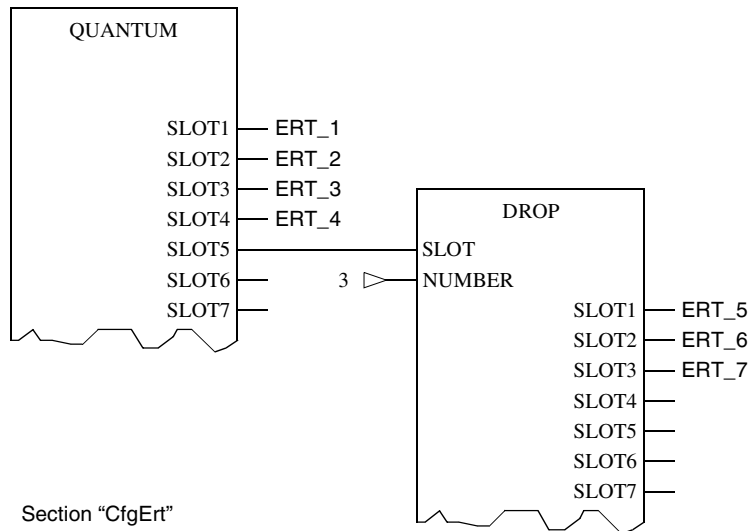 QUANTUM
SLOT1 ERT_1
SLOT2 ERT_2
SLOT3 ERT_3
SLOT4 ERT_4
SLOT5
SLOT6
SLOT7
DROP
SLOT
3 NUMBER
SLOT1 ERT_5
SLOT2 ERT_6
SLOT3 ERT_7
SLOT4
SLOT5
SLOT6
SLOT7
Section “CfgErt”